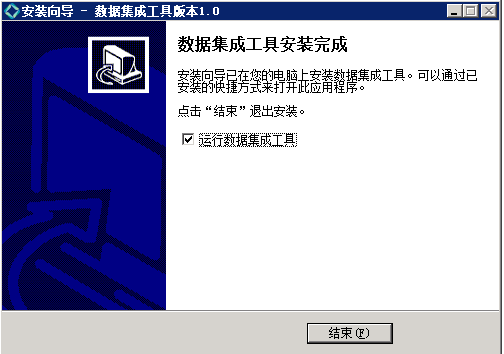 安装向导 - 数据集成工具版本1.0
数据集成工具安装完成
安装向导已在您的电脑上安装数据集成工具。可以通过已
安装的快捷方式来打开此应用程序。
点击“结束”退出安装。
运行数据集成工具
结束(F)